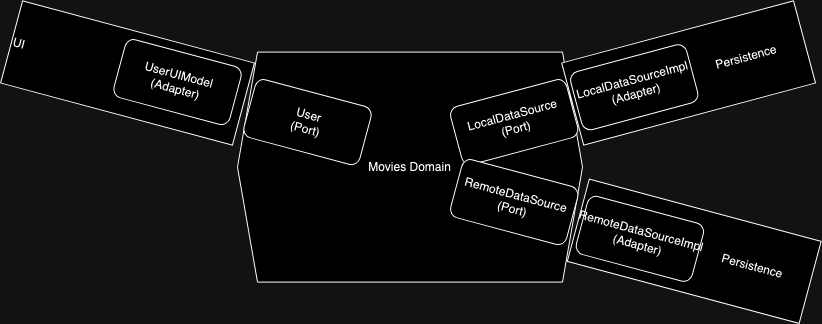 UI
UserUIModel
(Adapter)
User
(Port)
Movies Domain
LocalDataSource
(Port)
LocalDataSourceImpl
(Adapter)
Persistence
RemoteDataSource
(Port)
RemoteDataSourceImpl
(Adapter)
Persistence